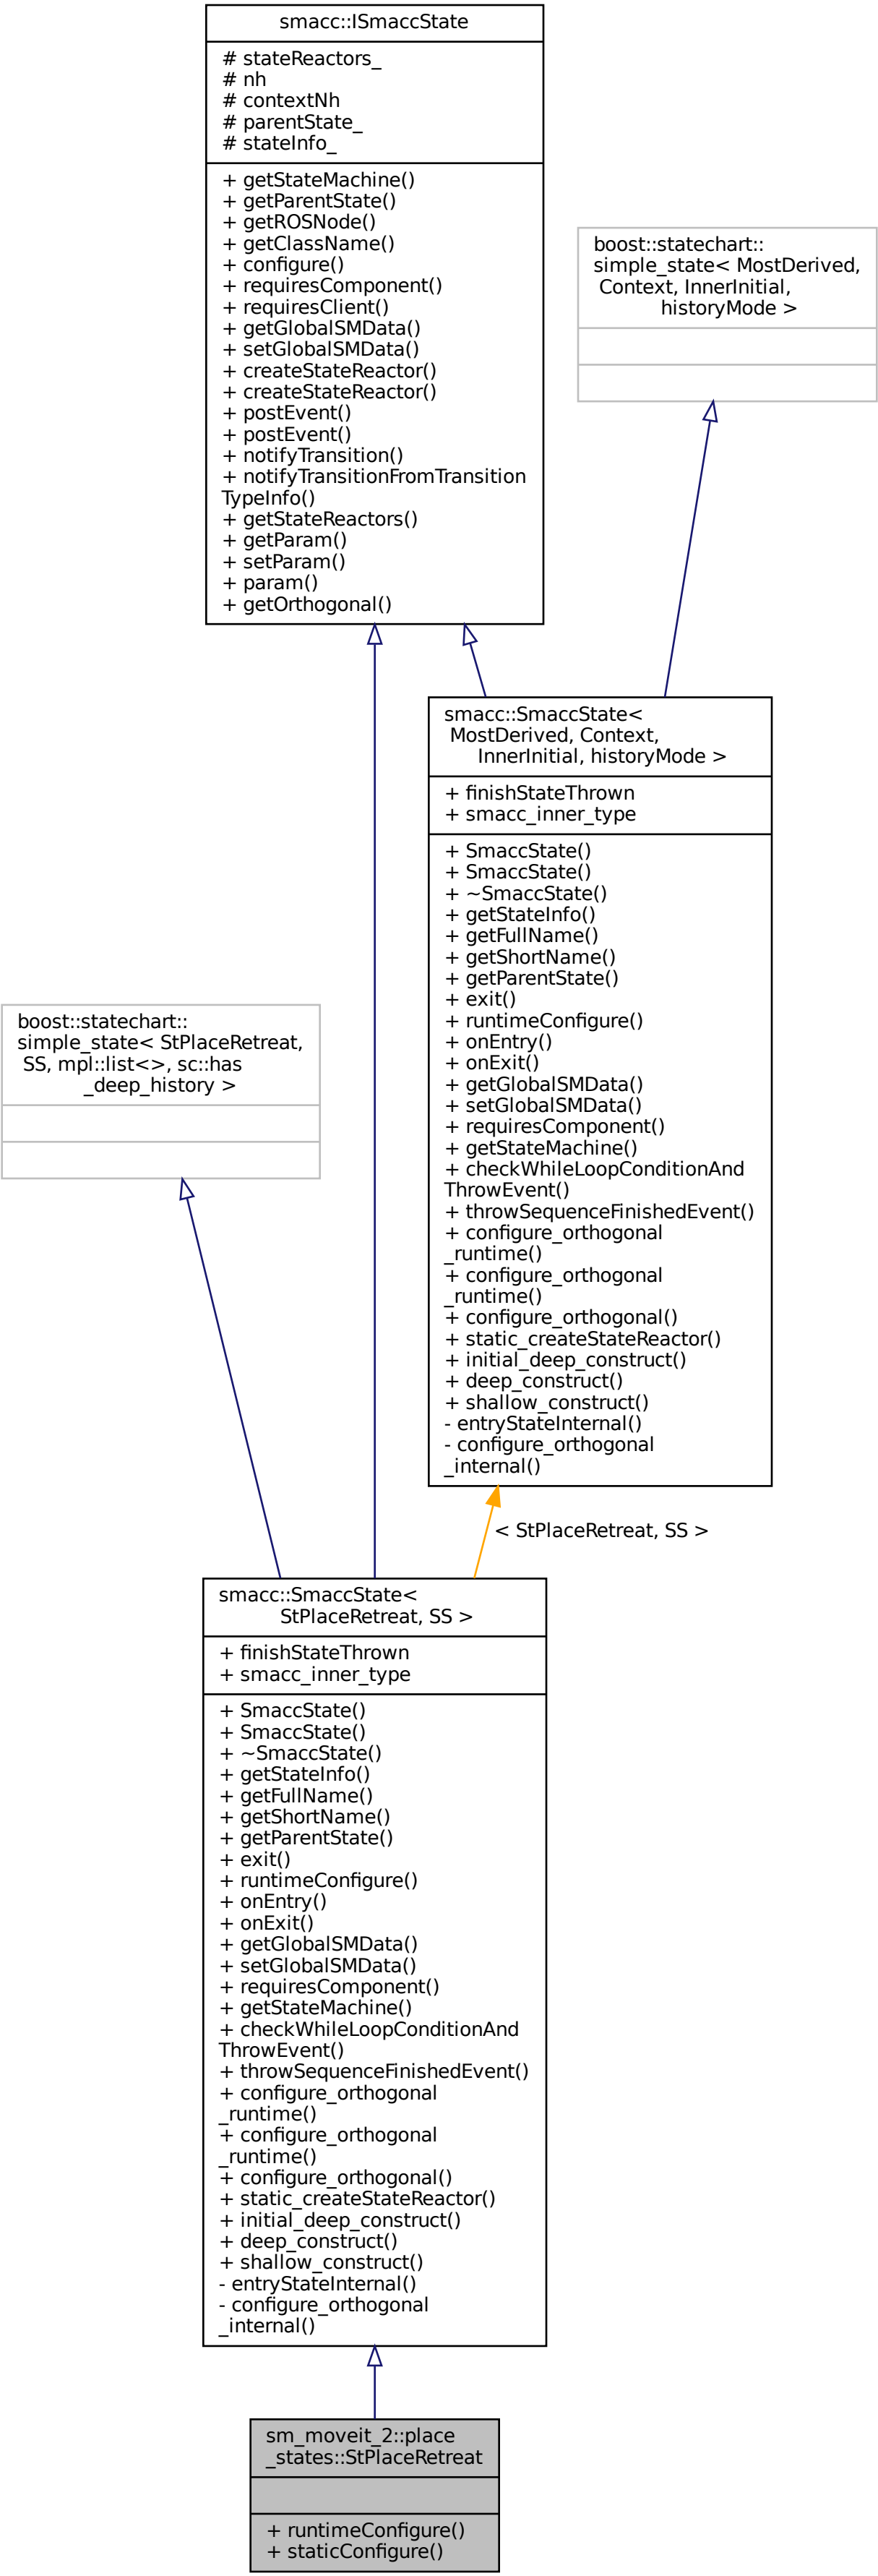 smacc::ISmaccState
# stateReactors_
# nh
# contextNh
# parentState_
# stateInfo_
+ getStateMachine()
+ getParentState()
+ getROSNode()
+ getClassName()
+ configure()
+ requiresComponent()
+ requiresClient()
+ getGlobalSMData()
+ setGlobalSMData()
+ createStateReactor()
+ createStateReactor()
+ postEvent()
+ postEvent()
+ notifyTransition()
+ notifyTransitionFromTransition
TypeInfo()
+ getStateReactors()
+ getParam()
+ setParam()
+ param()
+ getOrthogonal()
boost::statechart::
simple_state< MostDerived,
Context, InnerInitial,
historyMode >
smacc::SmaccState<
MostDerived, Context,
InnerInitial, historyMode >
+ finishStateThrown
+ smacc_inner_type
+ SmaccState()
+ SmaccState()
+ ~SmaccState()
+ getStateInfo()
+ getFullName()
+ getShortName()
+ getParentState()
+ exit()
+ runtimeConfigure()
+ onEntry()
+ onExit()
+ getGlobalSMData()
+ setGlobalSMData()
+ requiresComponent()
+ getStateMachine()
+ checkWhileLoopConditionAnd
ThrowEvent()
+ throwSequenceFinishedEvent()
+ configure_orthogonal
_runtime()
+ configure_orthogonal
_runtime()
+ configure_orthogonal()
+ static_createStateReactor()
+ initial_deep_construct()
+ deep_construct()
+ shallow_construct()
- entryStateInternal()
- configure_orthogonal
_internal()
boost::statechart::
simple_state< StPlaceRetreat,
SS, mpl::list<>, sc::has
_deep_history >
< StPlaceRetreat, SS >
smacc::SmaccState<
StPlaceRetreat, SS >
+ finishStateThrown
+ smacc_inner_type
+ SmaccState()
+ SmaccState()
+ ~SmaccState()
+ getStateInfo()
+ getFullName()
+ getShortName()
+ getParentState()
+ exit()
+ runtimeConfigure()
+ onEntry()
+ onExit()
+ getGlobalSMData()
+ setGlobalSMData()
+ requiresComponent()
+ getStateMachine()
+ checkWhileLoopConditionAnd
ThrowEvent()
+ throwSequenceFinishedEvent()
+ configure_orthogonal
_runtime()
+ configure_orthogonal
_runtime()
+ configure_orthogonal()
+ static_createStateReactor()
+ initial_deep_construct()
+ deep_construct()
+ shallow_construct()
- entryStateInternal()
- configure_orthogonal
_internal()
sm_moveit_2::place
_states::StPlaceRetreat
+ runtimeConfigure()
+ staticConfigure()